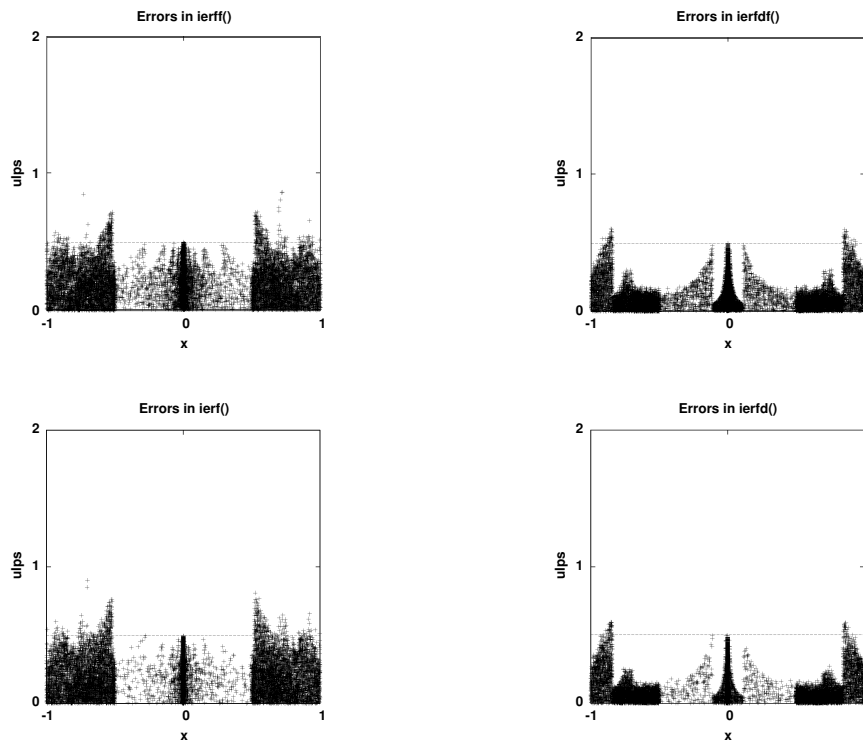 Errors in ierff()
2
1
0
ulps
-1 0 1
x
Errors in ierfdf()
2
1
0
ulps
-1 0
x
Errors in ierf()
2
1
0
ulps
-1 0 1
x
Errors in ierfd()
2
1
0
ulps
-1 0
x